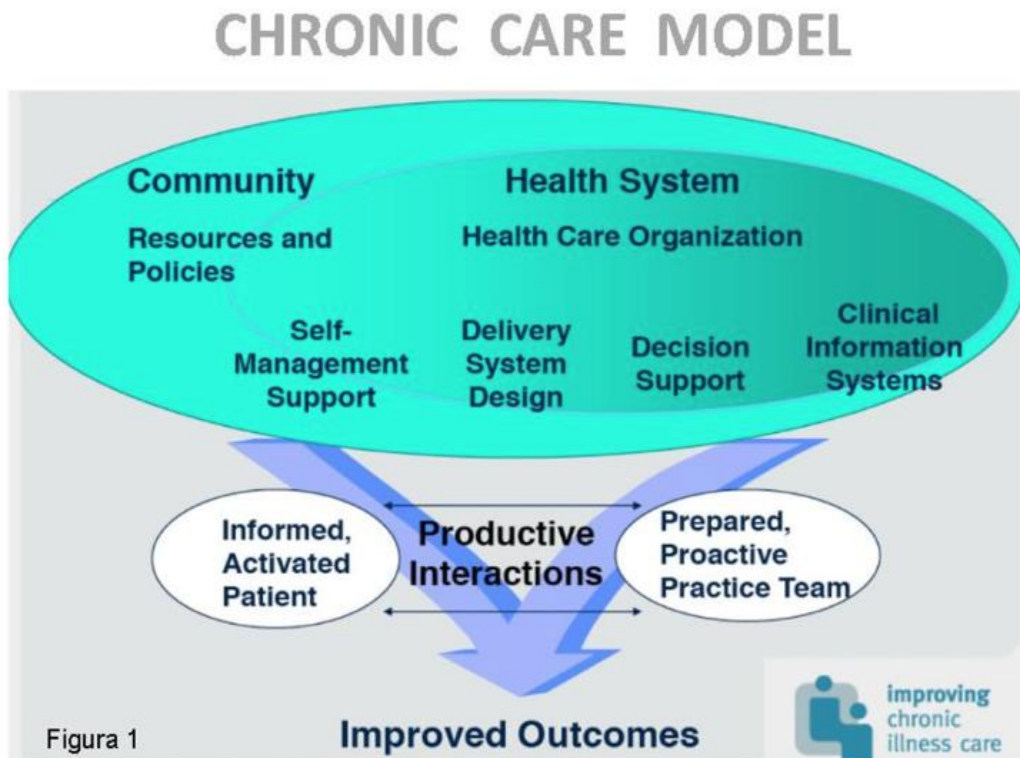 CHRONIC CARE MODEL
Community
Health System
Resources and
Policies
Health Care Organization
Self-
Management
Support
Delivery
System
Design
Decision
Support
Clinical
Information
Systems
Informed,
Activated
Patient
Productive
Interactions
Prepared,
Proactive
Practice Team
Improved Outcomes
Figura 1
improving
chronic
illness care